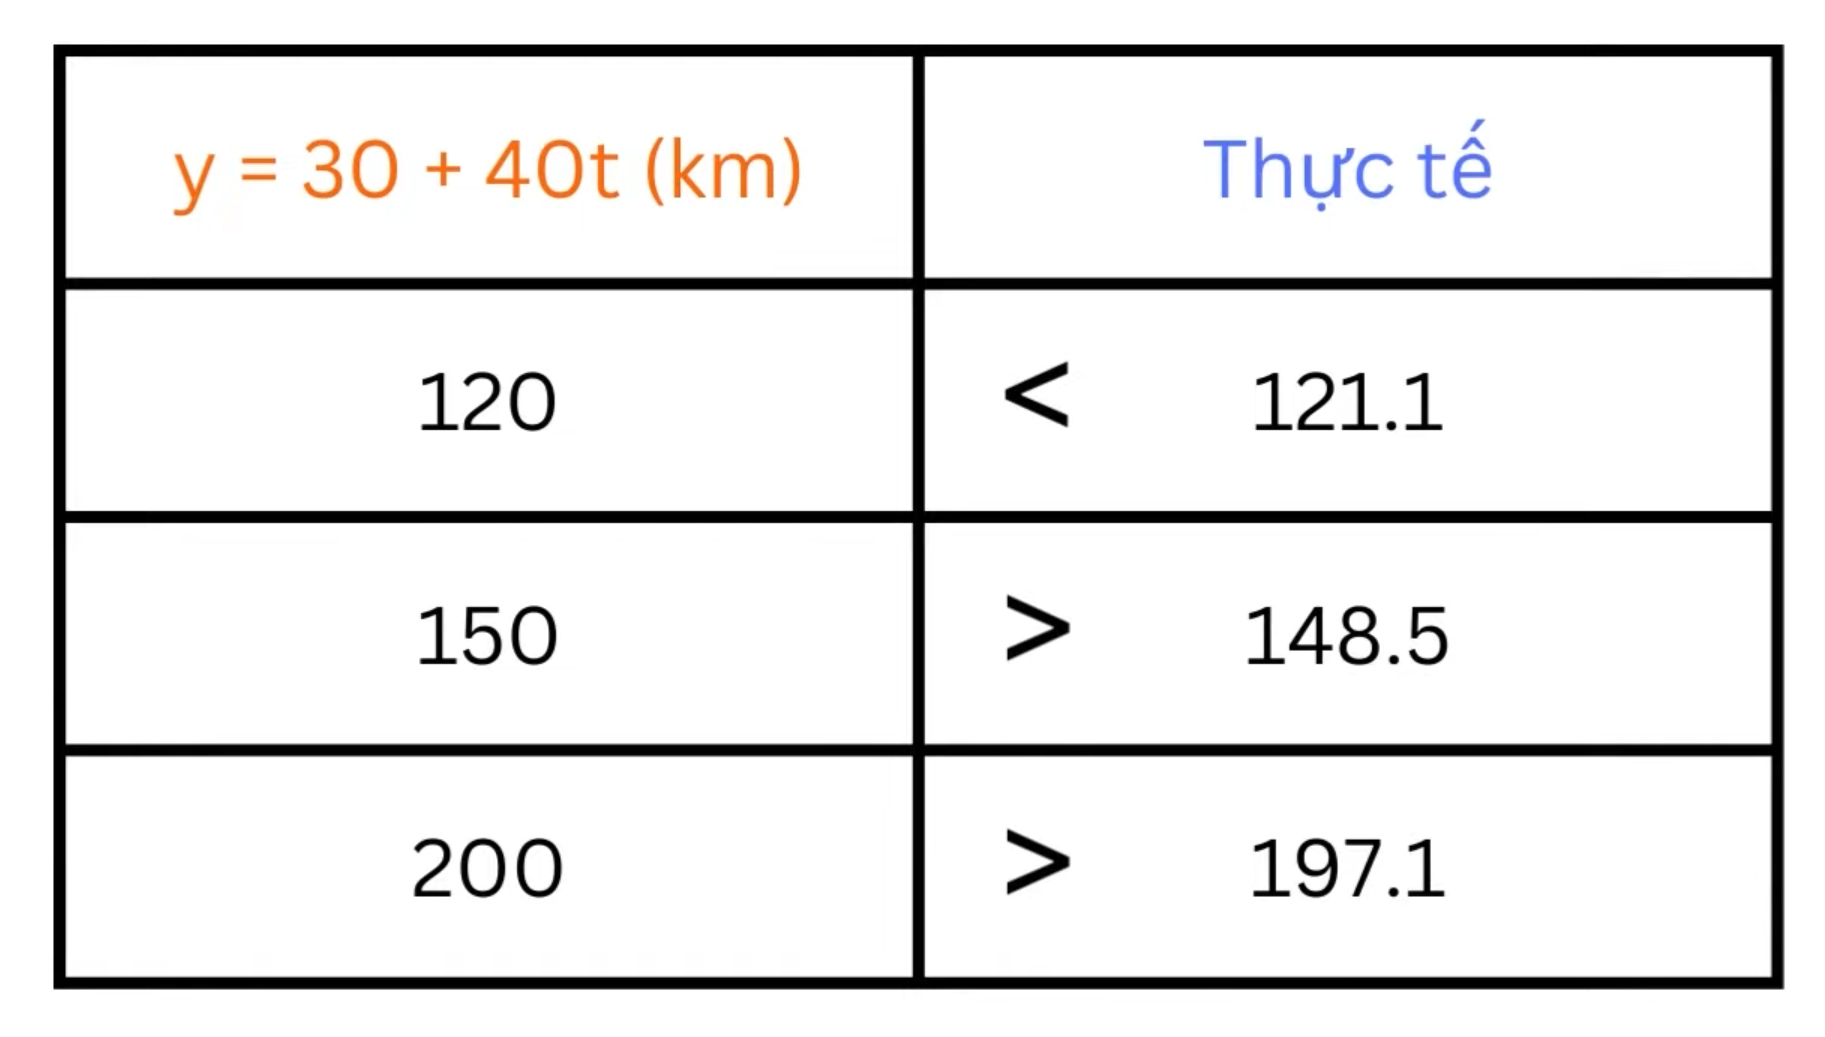 y = 30 + 40t (km) Thực tế
120 < 121.1
150 > 148.5
200 > 197.1